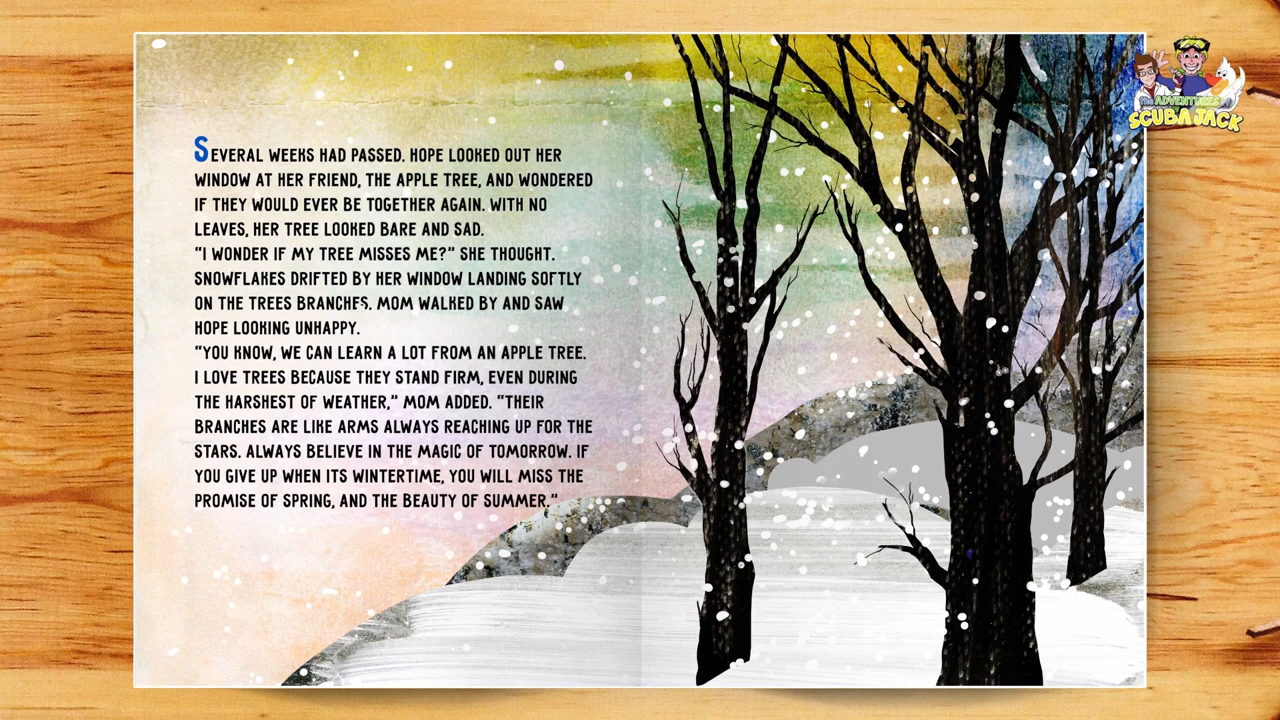 SEVERAL WEEKS HAD PASSED. HOPE LOOKED OUT HER
WINDOW AT HER FRIEND, THE APPLE TREE, AND WONDERED
IF THEY WOULD EVER BE TOGETHER AGAIN. WITH NO
LEAVES, HER TREE LOOKED BARE AND SAD.
"I WONDER IF MY TREE MISSES ME?" SHE THOUGHT.
SNOWFLAKES DRIFTED BY HER WINDOW LANDING SOFTLY
ON THE TREES BRANCHES. MOM WALKED BY AND SAW
HOPE LOOKING UNHAPPY.
"YOU KNOW, WE CAN LEARN A LOT FROM AN APPLE TREE.
I LOVE TREES BECAUSE THEY STAND FIRM, EVEN DURING
THE HARSHEST OF WEATHER," MOM ADDED. "THEIR
BRANCHES ARE LIKE ARMS ALWAYS REACHING UP FOR THE
STARS. ALWAYS BELIEVE IN THE MAGIC OF TOMORROW. IF
YOU GIVE UP WHEN ITS WINTERTIME, YOU WILL MISS THE
PROMISE OF SPRING, AND THE BEAUTY OF SUMMER."
THE ADVENTURES OF
SCUBA JACK